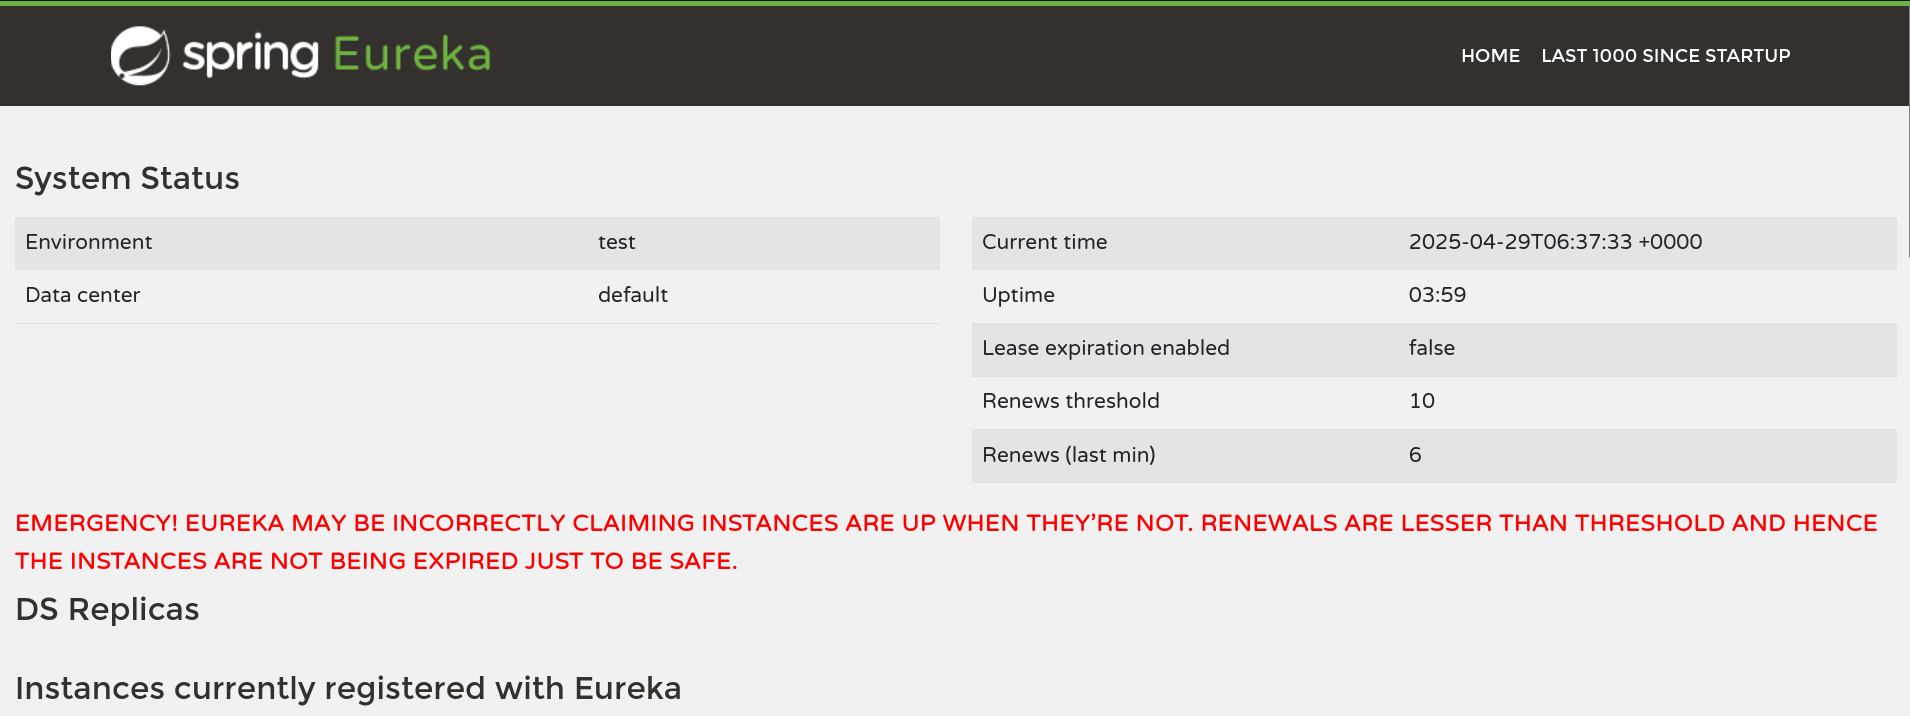 spring Eureka
HOME LAST 1000 SINCE STARTUP
System Status
Environment test
Data center default
Current time 2025-04-29T06:37:33 +0000
Uptime 03:59
Lease expiration enabled false
Renews threshold 10
Renews (last min) 6
EMERGENCY! EUREKA MAY BE INCORRECTLY CLAIMING INSTANCES ARE UP WHEN THEY’RE NOT. RENEWALS ARE LESSER THAN THRESHOLD AND HENCE
THE INSTANCES ARE NOT BEING EXPIRED JUST TO BE SAFE.
DS Replicas
Instances currently registered with Eureka